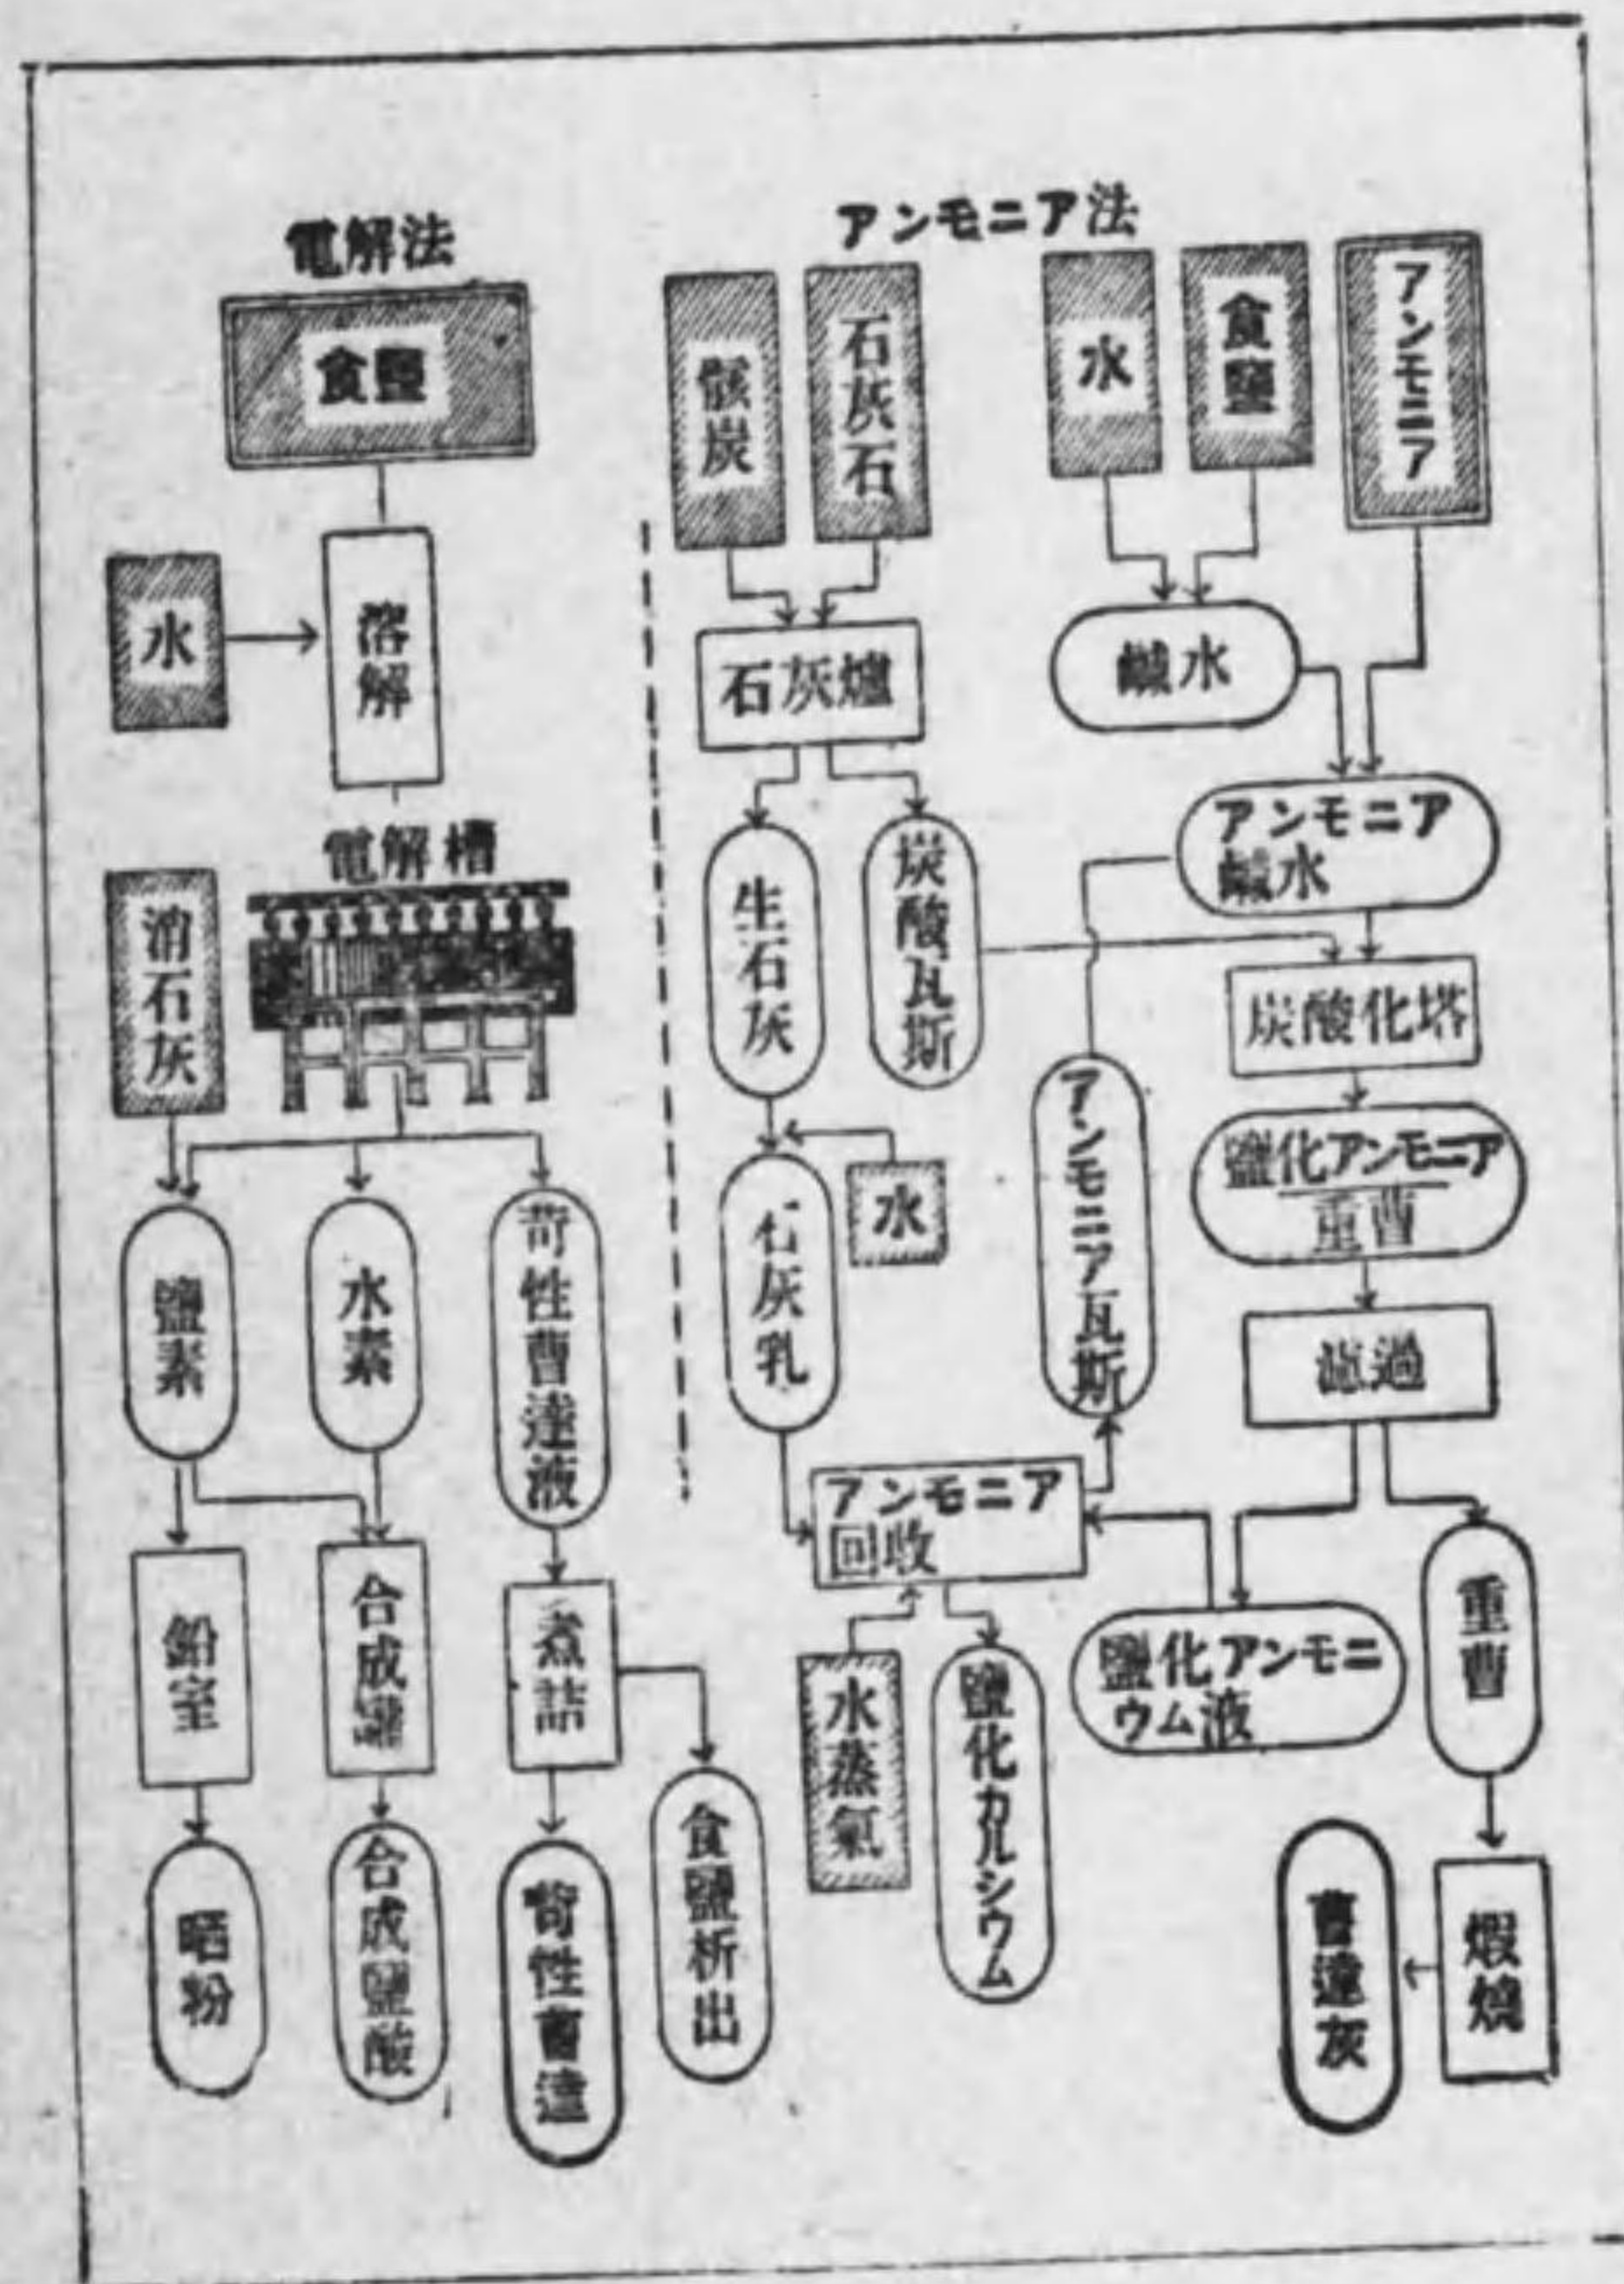 電解法
食鹽
水
溶解
電解槽
消石灰
鹽素
水素
苛性曹達液
鉛室
合成罐
煮詰
晒粉
合成鹽酸
苛性曹達
食鹽析出
アンモニア法
骸炭
石灰石
水
食鹽
アンモニア
石灰爐
鹹水
生石灰
炭酸瓦斯
アンモニア
鹹水
炭酸化塔
石灰乳
水
アンモニア瓦斯
鹽化アンモニア
重曹
濾過
アンモニア
回收
水蒸氣
鹽化カルシウム
鹽化アンモニ
ウム液
重曹
煆燒
曹達灰